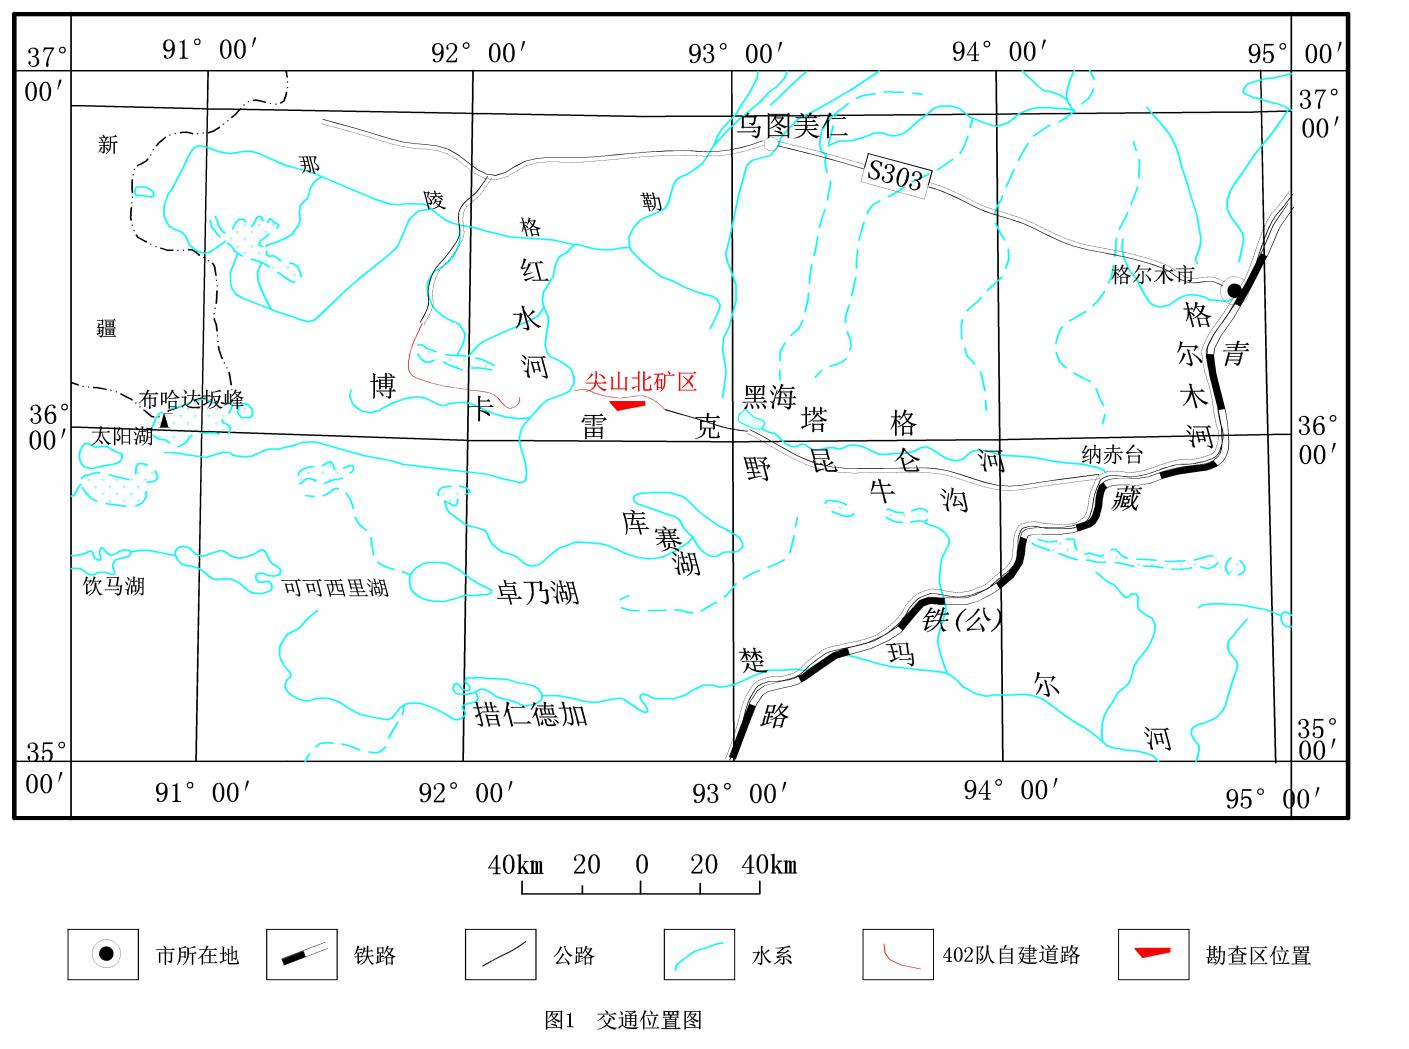 91° 00′
92° 00′
93° 00′
94° 00′
95° 00′
37°
00′
37°
00′
新
那
陵
格
勒
乌图美仁
S303
红
水
河
格尔木市
格
尔
木
河
青
疆
布哈达坂峰
博
卡
雷
克
尖山北矿区
黑海
塔
格
36°
00′
36°
00′
太阳湖
野
昆
仑
河
纳赤台
牛
沟
藏
库
赛
湖
饮马湖
可可西里湖
卓乃湖
铁(公)
楚
玛
尔
河
路
措仁德加
35°
00′
35°
00′
91° 00′
92° 00′
93° 00′
94° 00′
95° 00′
40km 20 0 20 40km
市所在地
铁路
公路
水系
402队自建道路
勘查区位置
图1 交通位置图